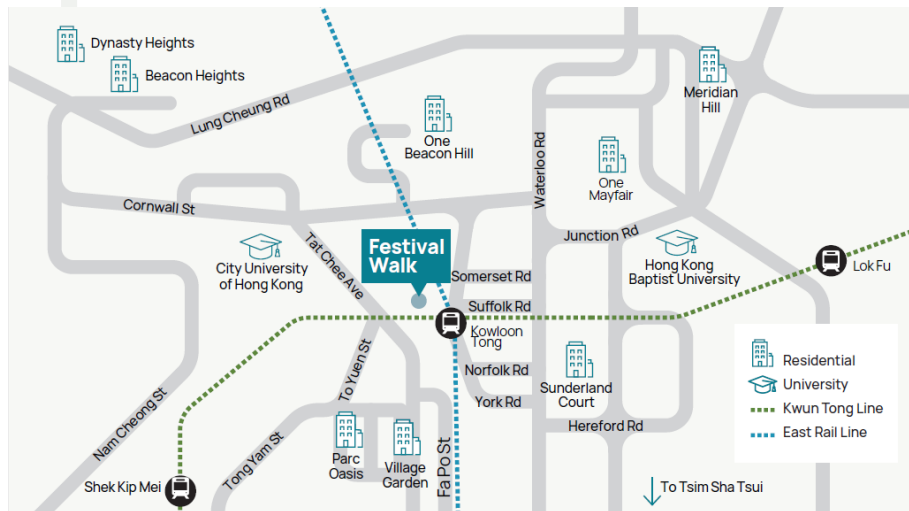 Dynasty Heights
Beacon Heights
Lung Cheung Rd
One
Beacon Hill
Waterloo Rd
Meridian
Hill
One
Mayfair
Cornwall St
City University
of Hong Kong
Tat Chee Ave
Festival
Walk
Junction Rd
Hong Kong
Baptist University
Lok Fu
Somerset Rd
Suffolk Rd
Kowloon
Tong
Norfolk Rd
York Rd
Sunderland
Court
Hereford Rd
To Yuen St
Nam Cheong St
Tong Yam St
Parc
Oasis
Village
Garden
Fa Po St
Shek Kip Mei
To Tsim Sha Tsui
Residential
University
Kwun Tong Line
East Rail Line